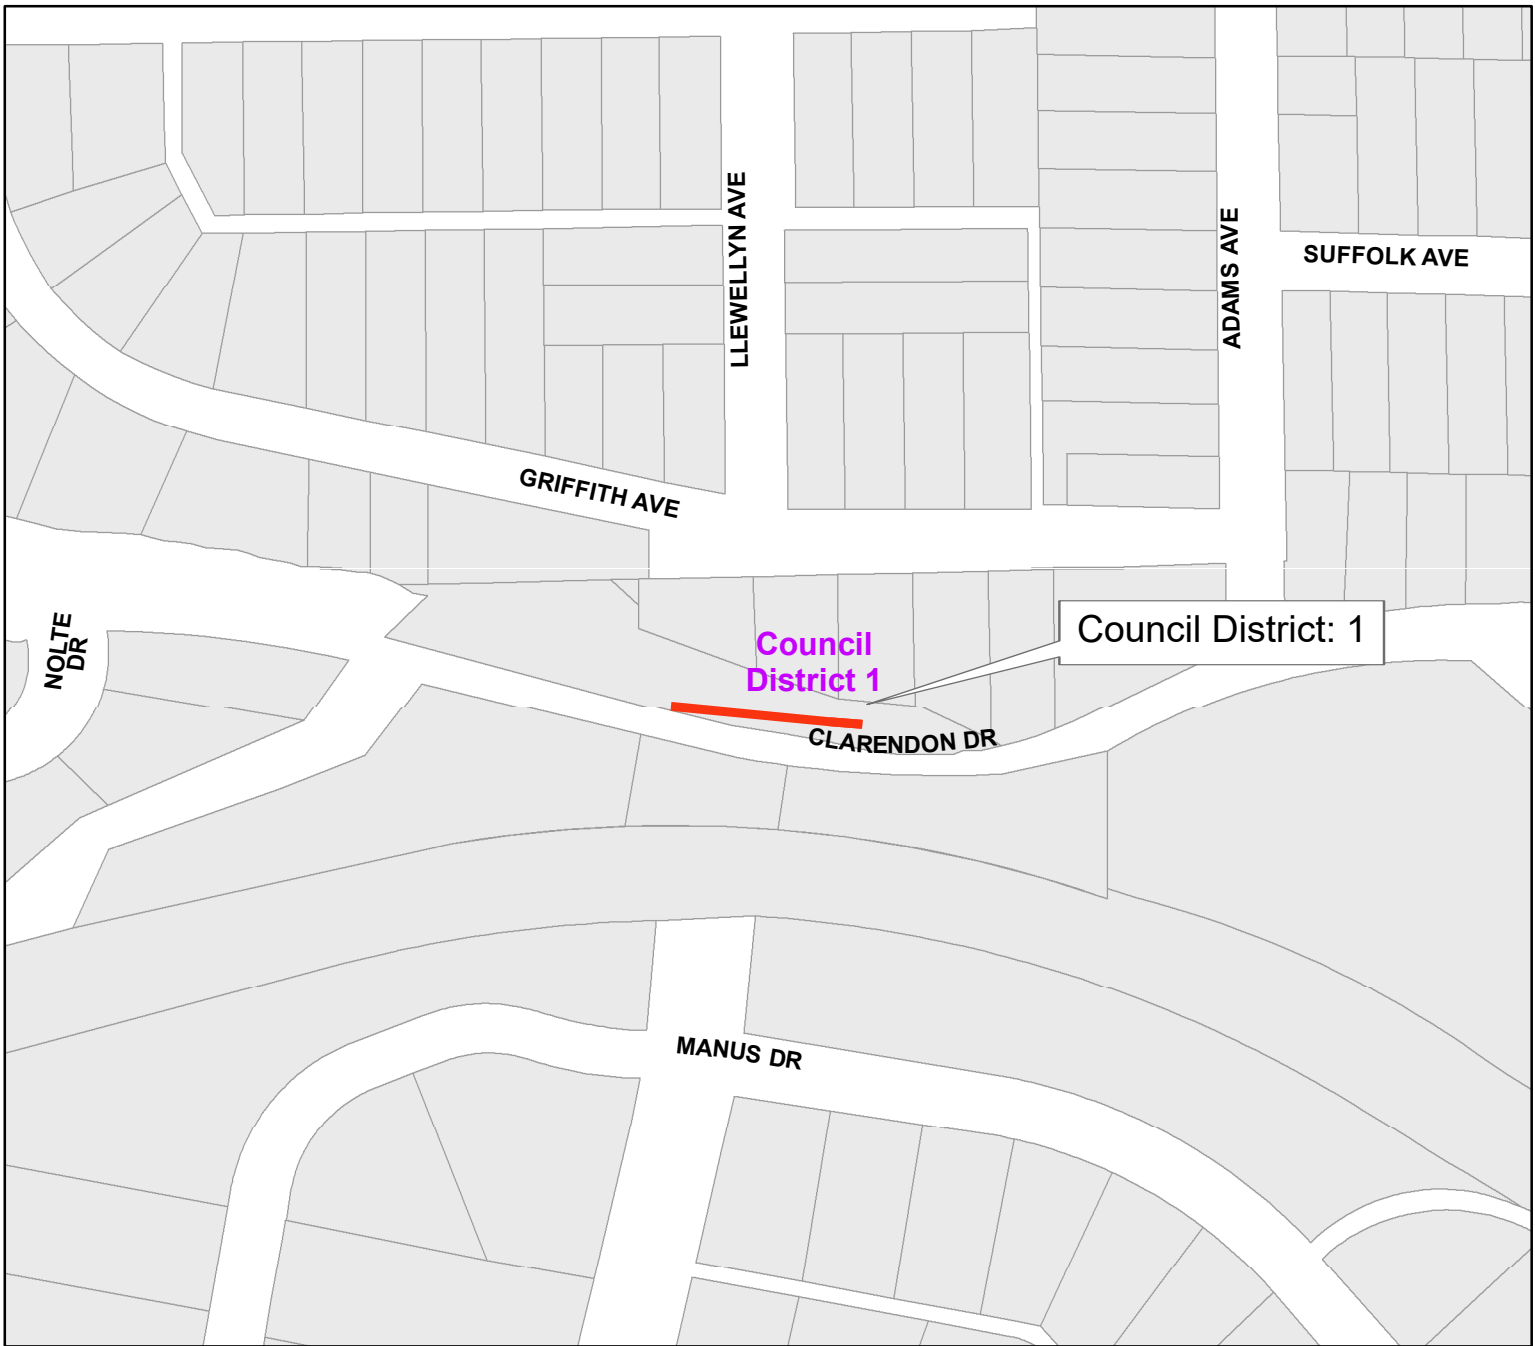 LLEWELLYN AVE
ADAMS AVE
SUFFOLK AVE
GRIFFITH AVE
NOLTE
DR
Council
District 1
Council District: 1
CLARENDON DR
MANUS DR